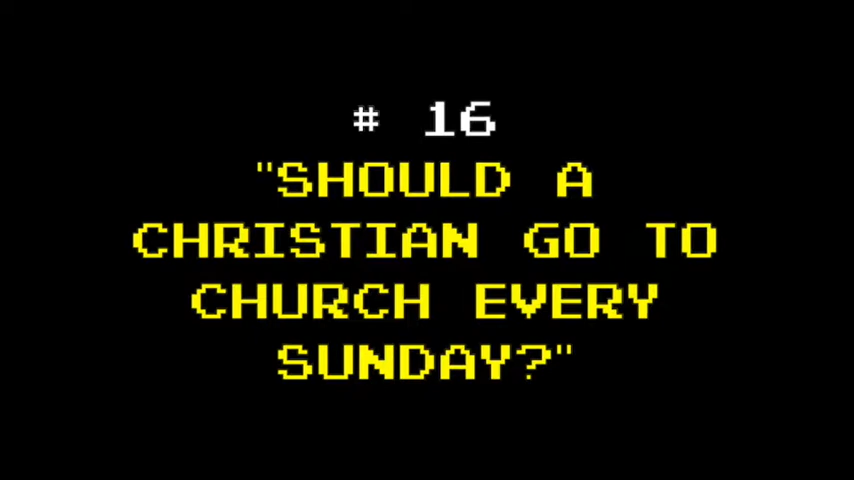 # 16
"SHOULD A
CHRISTIAN GO TO
CHURCH EVERY
SUNDAY?"